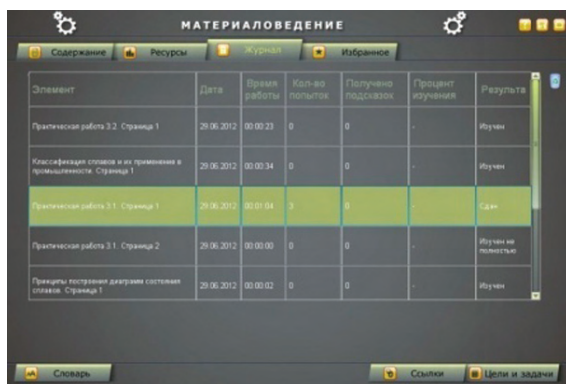 МАТЕРИАЛОВЕДЕНИЕ
Содержание Ресурсы Журнал Избранное
Элемент Дата Время работы Кол-во попыток Получено подсказок Процент изучения Результа
Практическая работа 3.2. Страница 1 29.06.2012 00:00:23 0 0 - Изучен
Классификация сплавов и их применение в
промышленности. Страница 1 29.06.2012 00:00:34 0 0 - Изучен
Практическая работа 3.1. Страница 1 29.06.2012 00:01:04 3 0 - Сдан
Практическая работа 3.1. Страница 2 29.06.2012 00:00:00 0 0 - Изучен не полностью
Принципы построения диаграмм состояния
сплавов. Страница 1 29.06.2012 00:00:02 0 0 - Изучен
Словарь Ссылки Цели и задачи